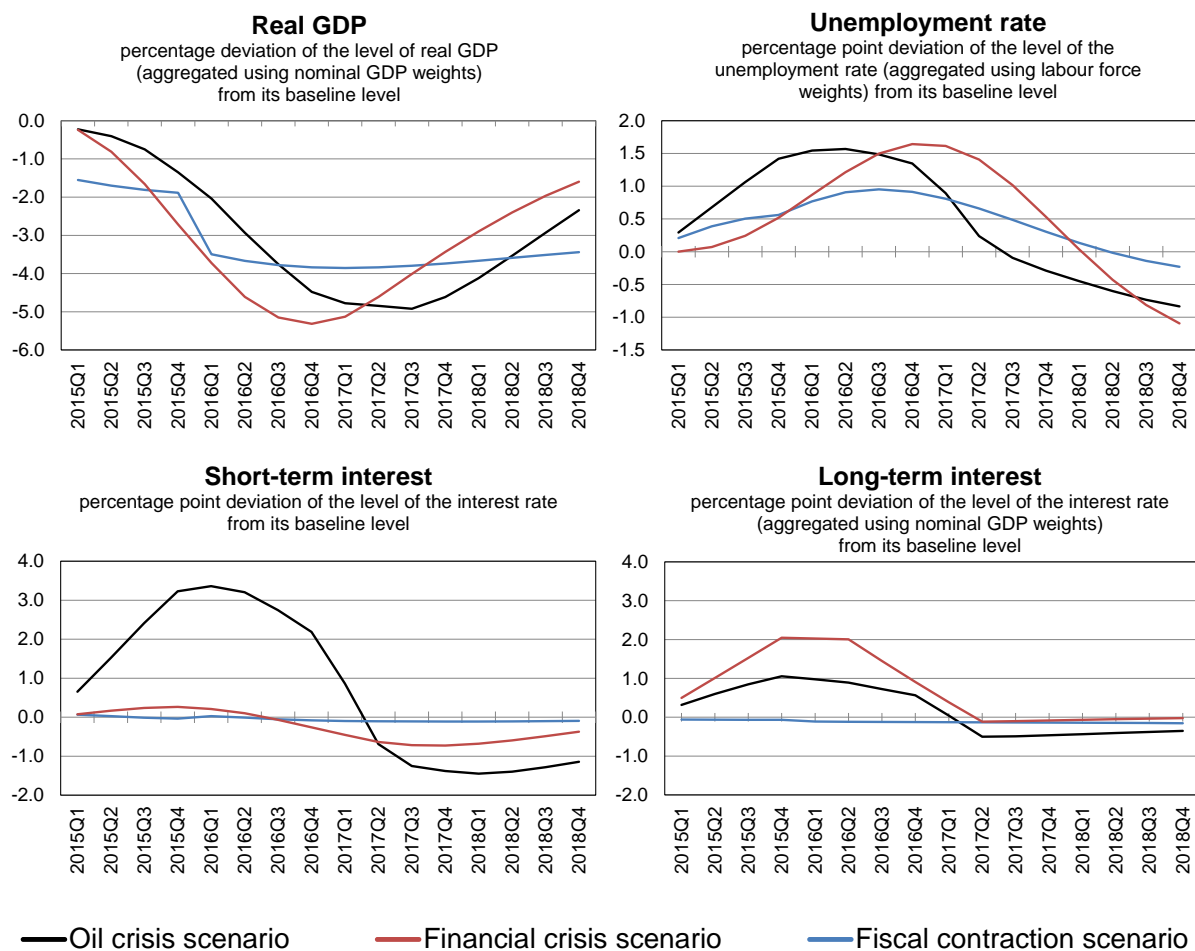 Real GDP
percentage deviation of the level of real GDP
(aggregated using nominal GDP weights)
from its baseline level
0.0
-1.0
-2.0
-3.0
-4.0
-5.0
-6.0
2015Q1
2015Q2
2015Q3
2015Q4
2016Q1
2016Q2
2016Q3
2016Q4
2017Q1
2017Q2
2017Q3
2017Q4
2018Q1
2018Q2
2018Q3
2018Q4
Unemployment rate
percentage point deviation of the level of the
unemployment rate (aggregated using labour force
weights) from its baseline level
2.0
1.5
1.0
0.5
0.0
-0.5
-1.0
-1.5
2015Q1
2015Q2
2015Q3
2015Q4
2016Q1
2016Q2
2016Q3
2016Q4
2017Q1
2017Q2
2017Q3
2017Q4
2018Q1
2018Q2
2018Q3
2018Q4
Short-term interest
percentage point deviation of the level of the interest rate
from its baseline level
4.0
3.0
2.0
1.0
0.0
-1.0
-2.0
2015Q1
2015Q2
2015Q3
2015Q4
2016Q1
2016Q2
2016Q3
2016Q4
2017Q1
2017Q2
2017Q3
2017Q4
2018Q1
2018Q2
2018Q3
2018Q4
Long-term interest
percentage point deviation of the level of the interest rate
(aggregated using nominal GDP weights)
from its baseline level
4.0
3.0
2.0
1.0
0.0
-1.0
-2.0
2015Q1
2015Q2
2015Q3
2015Q4
2016Q1
2016Q2
2016Q3
2016Q4
2017Q1
2017Q2
2017Q3
2017Q4
2018Q1
2018Q2
2018Q3
2018Q4
Oil crisis scenario
Financial crisis scenario
Fiscal contraction scenario